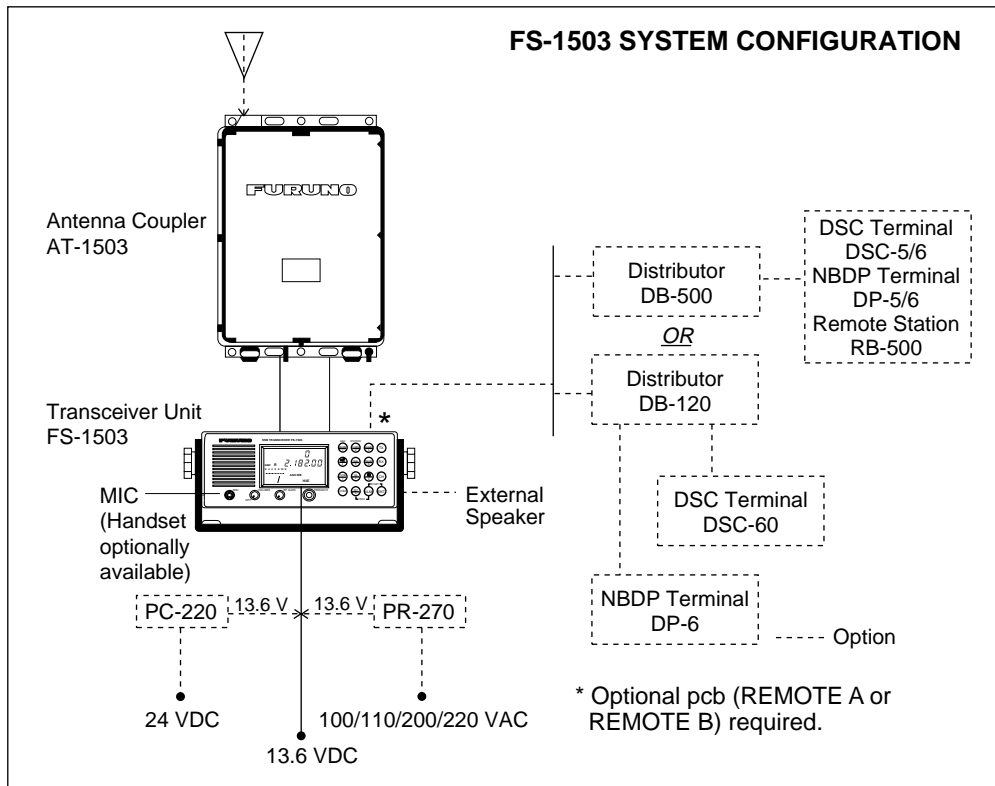 FS-1503 SYSTEM CONFIGURATION
FURUNO
Antenna Coupler
AT-1503
DSC Terminal
DSC-5/6
NBDP Terminal
DP-5/6
Remote Station
RB-500
Distributor
DB-500
OR
Distributor
DB-120
Transceiver Unit
FS-1503
*
FURUNO
0
2.182.00
MIC
(Handset
optionally
available)
External
Speaker
DSC Terminal
DSC-60
NBDP Terminal
DP-6
PC-220
13.6 V
13.6 V
PR-270
Option
24 VDC
100/110/200/220 VAC
13.6 VDC
* Optional pcb (REMOTE A or
REMOTE B) required.